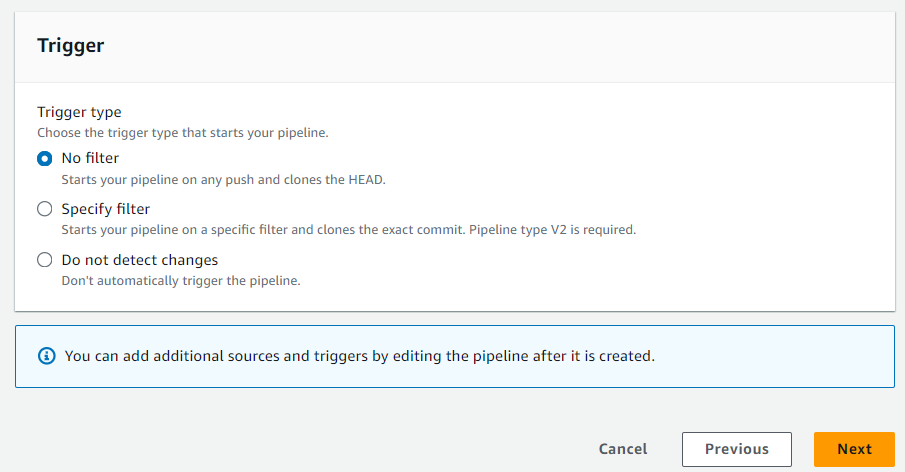 Trigger
Trigger type
Choose the trigger type that starts your pipeline.
No filter
Starts your pipeline on any push and clones the HEAD.
Specify filter
Starts your pipeline on a specific filter and clones the exact commit. Pipeline type V2 is required.
Do not detect changes
Don't automatically trigger the pipeline.
You can add additional sources and triggers by editing the pipeline after it is created.
Cancel Previous Next